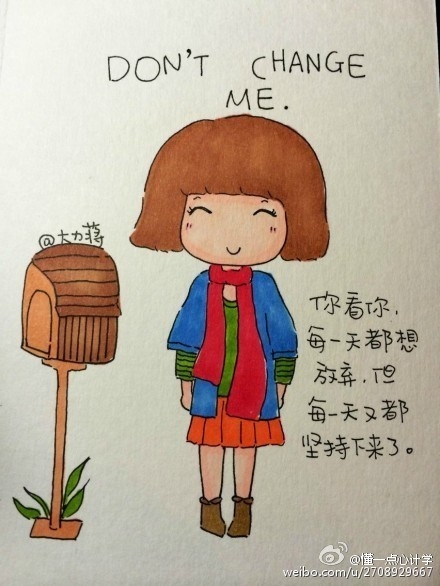 DON'T CHANGE
ME.
@大力蒋
你看你,
每一天都想
放弃,但
每一天又都
坚持下来了。
@懂一点心计学
weibo.com/u/2708929667